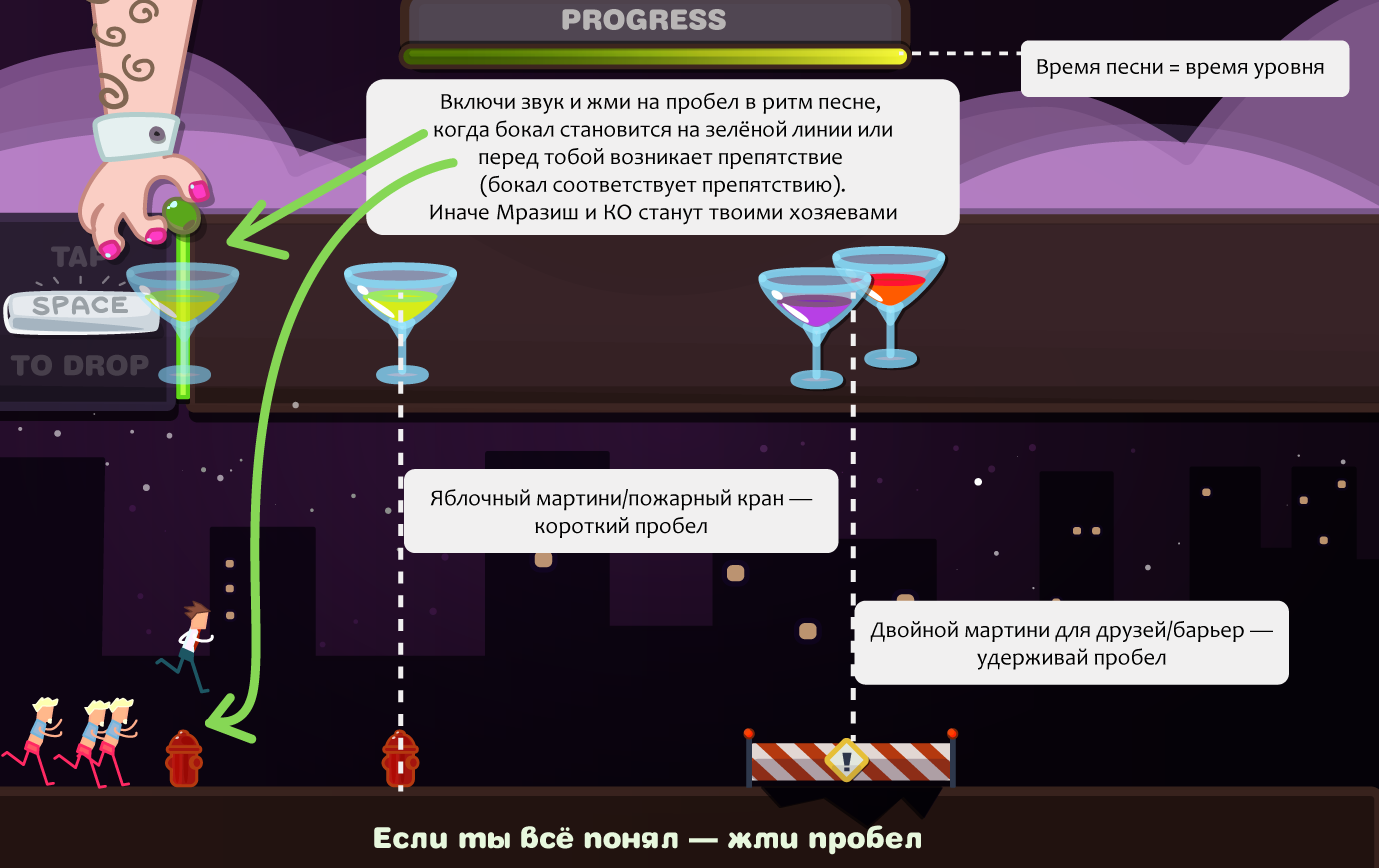 PROGRESS
Время песни = время уровня
Включи звук и жми на пробел в ритм песне,
когда бокал становится на зелёной линии или
перед тобой возникает препятствие
(бокал соответствует препятствию).
Иначе Мразиш и КО станут твоими хозяевами
TAP
SPACE
TO DROP
Яблочный мартини/пожарный кран —
короткий пробел
Двойной мартини для друзей/барьер —
удерживай пробел
!
Если ты всё понял — жми пробел